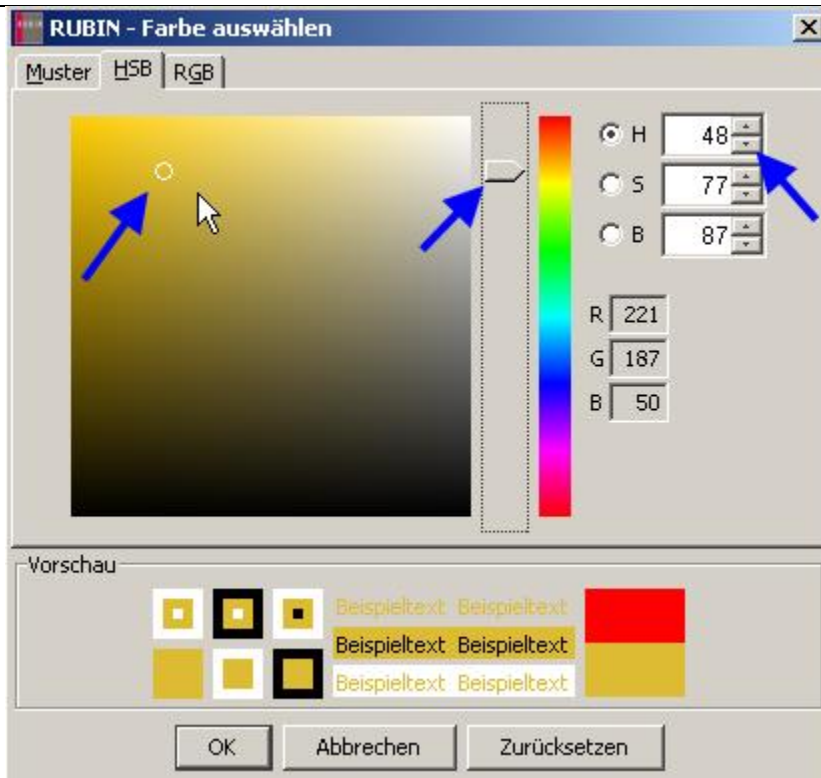 RUBIN - Farbe auswählen
Muster HSB RGB
H 48
S 77
B 87
R 221
G 187
B 50
Vorschau
Beispieltext Beispieltext
Beispieltext Beispieltext
Beispieltext Beispieltext
OK Abbrechen Zurücksetzen